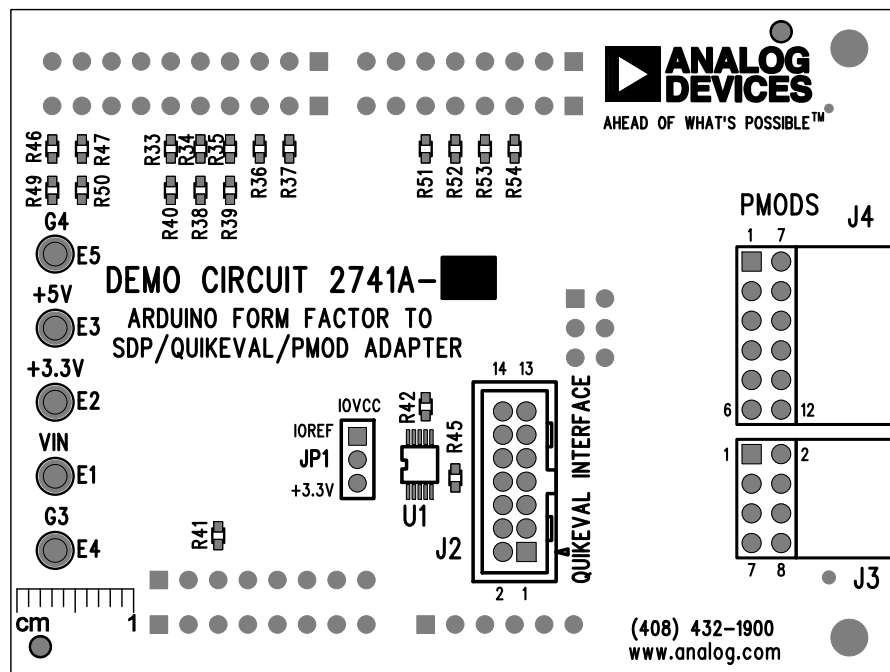 ANALOG
DEVICES
AHEAD OF WHAT'S POSSIBLE™
R46
R47
R33
R34
R35
R36
R37
R51
R52
R53
R54
R49
R50
R40
R38
R39
PMODS
J4
1 7
G4
E5
DEMO CIRCUIT 2741A-
+5V
E3
ARDUINO FORM FACTOR TO
SDP/QUIKEVAL/PMOD ADAPTER
+3.3V
E2
14 13
6 12
IOVCC
R42
IOREF
JP1
+3.3V
R45
U1
QUIKEVAL INTERFACE
VIN
E1
1 2
G3
E4
R41
J2
2 1
7 8
J3
cm 1
(408) 432-1900
www.analog.com